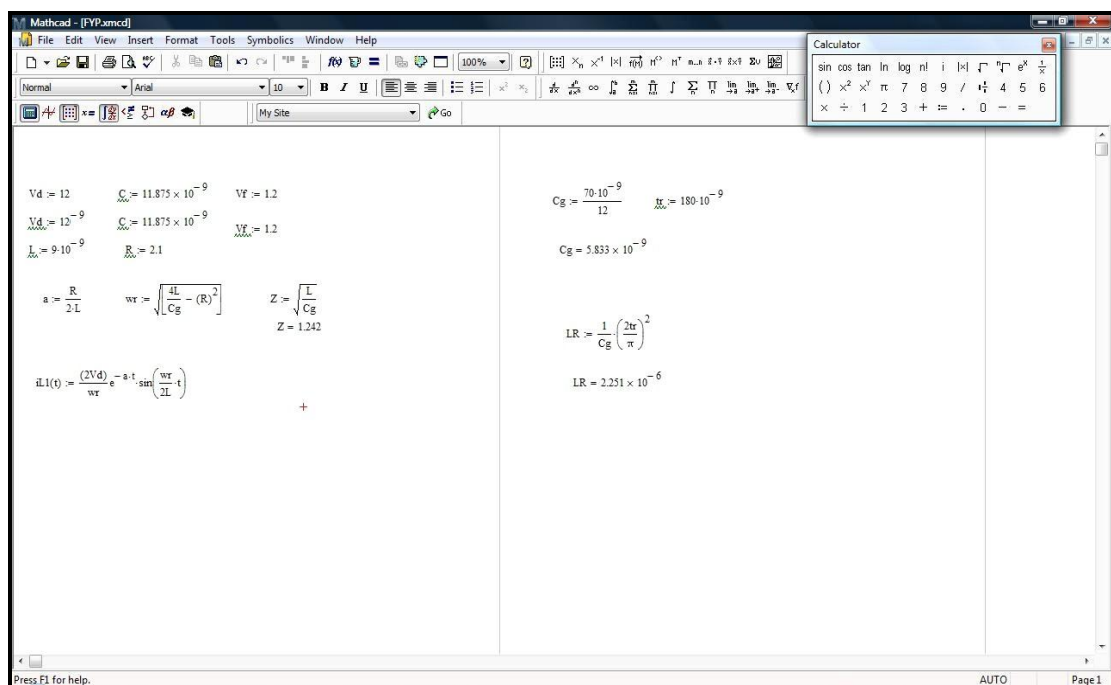 Mathcad - [FYP.xmcd]
File Edit View Insert Format Tools Symbolics Window Help
100%
Normal Arial 10 B I U
My Site Go
Calculator
sin cos tan ln log n! i |×| √ ⁿ√ eˣ 1/x
( ) x² xʸ π 7 8 9 / 4 5 6
× ÷ 1 2 3 + := . 0 − =
Vd := 12 C := 11.875 × 10⁻⁹ Vf := 1.2
Vd := 12⁻⁹ C := 11.875 × 10⁻⁹ Vf := 1.2
L := 9·10⁻⁹ R := 2.1
a := R/(2·L) wr := √[4L/Cg − (R)²] Z := √(L/Cg)
Z = 1.242
iL1(t) := (2Vd)/wr e^(−a·t)·sin(wr/2L·t)
Cg := 70·10⁻⁹/12 tr := 180·10⁻⁹
Cg = 5.833 × 10⁻⁹
LR := 1/Cg·(2tr/π)²
LR = 2.251 × 10⁻⁶
Press F1 for help. AUTO Page 1